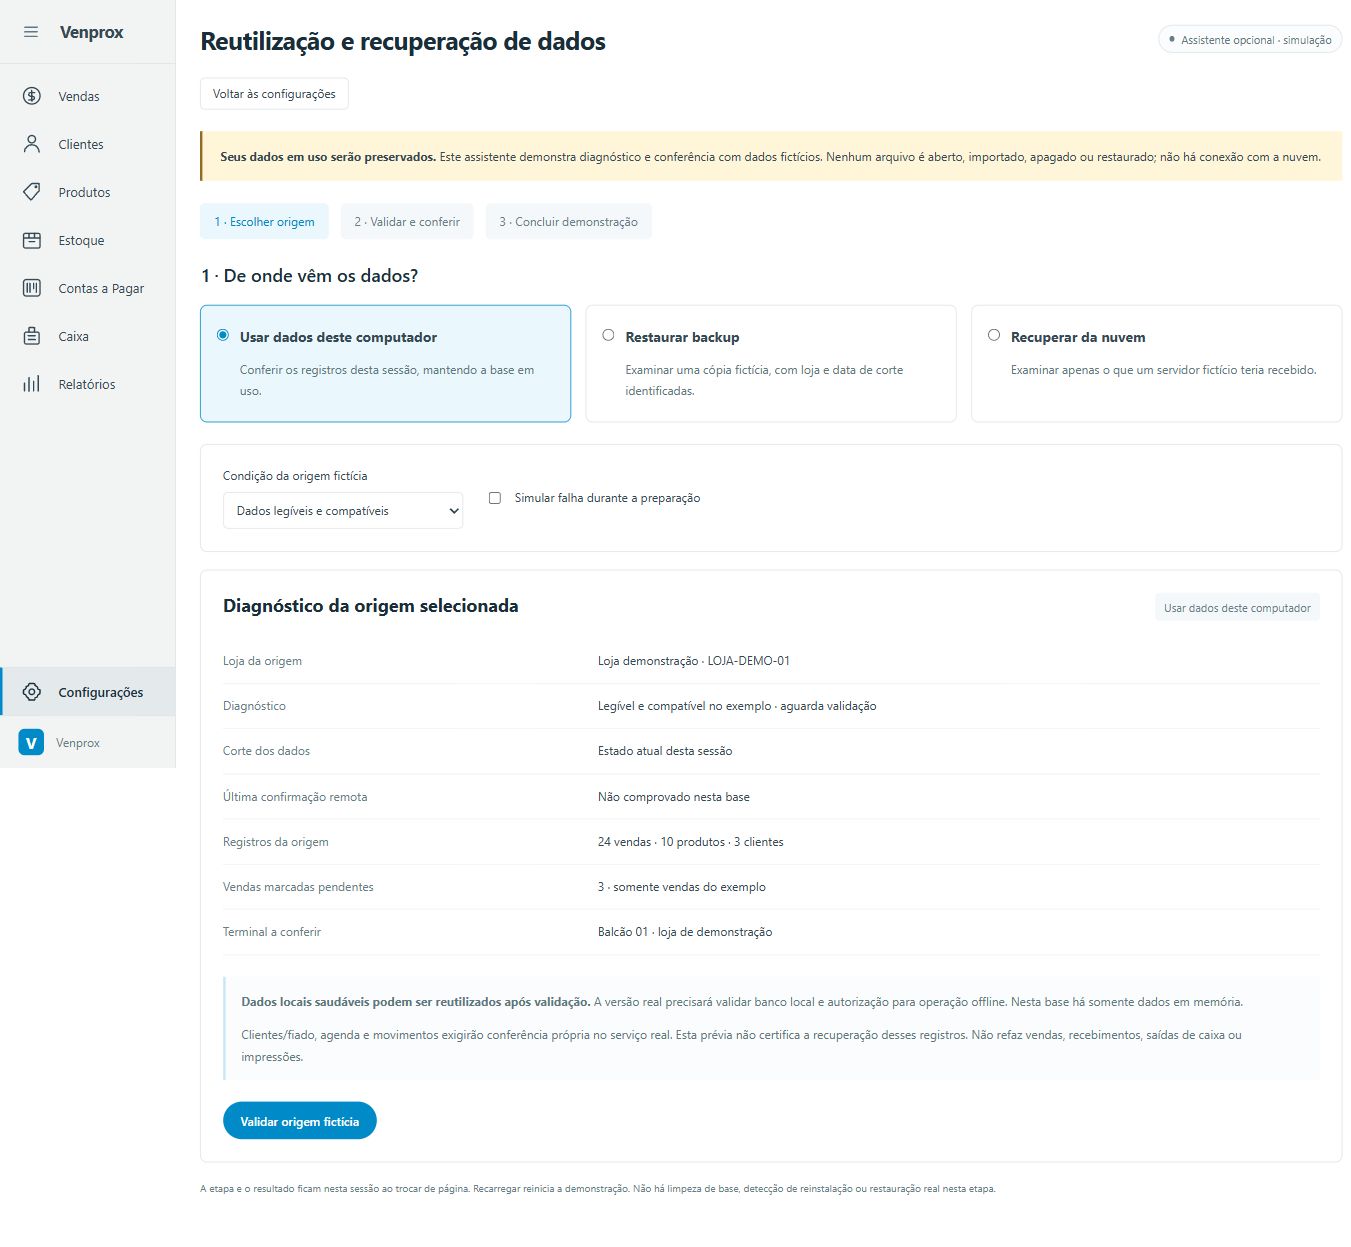 Venprox
Vendas
Clientes
Produtos
Estoque
Contas a Pagar
Caixa
Relatórios
Configurações
V Venprox
Reutilização e recuperação de dados
Assistente opcional · simulação
Voltar às configurações
Seus dados em uso serão preservados. Este assistente demonstra diagnóstico e conferência com dados fictícios. Nenhum arquivo é aberto, importado, apagado ou restaurado; não há conexão com a nuvem.
1 · Escolher origem
2 · Validar e conferir
3 · Concluir demonstração
1 · De onde vêm os dados?
Usar dados deste computador
Conferir os registros desta sessão, mantendo a base em
uso.
Restaurar backup
Examinar uma cópia fictícia, com loja e data de corte
identificadas.
Recuperar da nuvem
Examinar apenas o que um servidor fictício teria recebido.
Condição da origem fictícia
Dados legíveis e compatíveis
Simular falha durante a preparação
Diagnóstico da origem selecionada
Usar dados deste computador
Loja da origem Loja demonstração · LOJA-DEMO-01
Diagnóstico Legível e compatível no exemplo · aguarda validação
Corte dos dados Estado atual desta sessão
Última confirmação remota Não comprovado nesta base
Registros da origem 24 vendas · 10 produtos · 3 clientes
Vendas marcadas pendentes 3 · somente vendas do exemplo
Terminal a conferir Balcão 01 · loja de demonstração
Dados locais saudáveis podem ser reutilizados após validação. A versão real precisará validar banco local e autorização para operação offline. Nesta base há somente dados em memória.
Clientes/fiado, agenda e movimentos exigirão conferência própria no serviço real. Esta prévia não certifica a recuperação desses registros. Não refaz vendas, recebimentos, saídas de caixa ou
impressões.
Validar origem fictícia
A etapa e o resultado ficam nesta sessão ao trocar de página. Recarregar reinicia a demonstração. Não há limpeza de base, detecção de reinstalação ou restauração real nesta etapa.